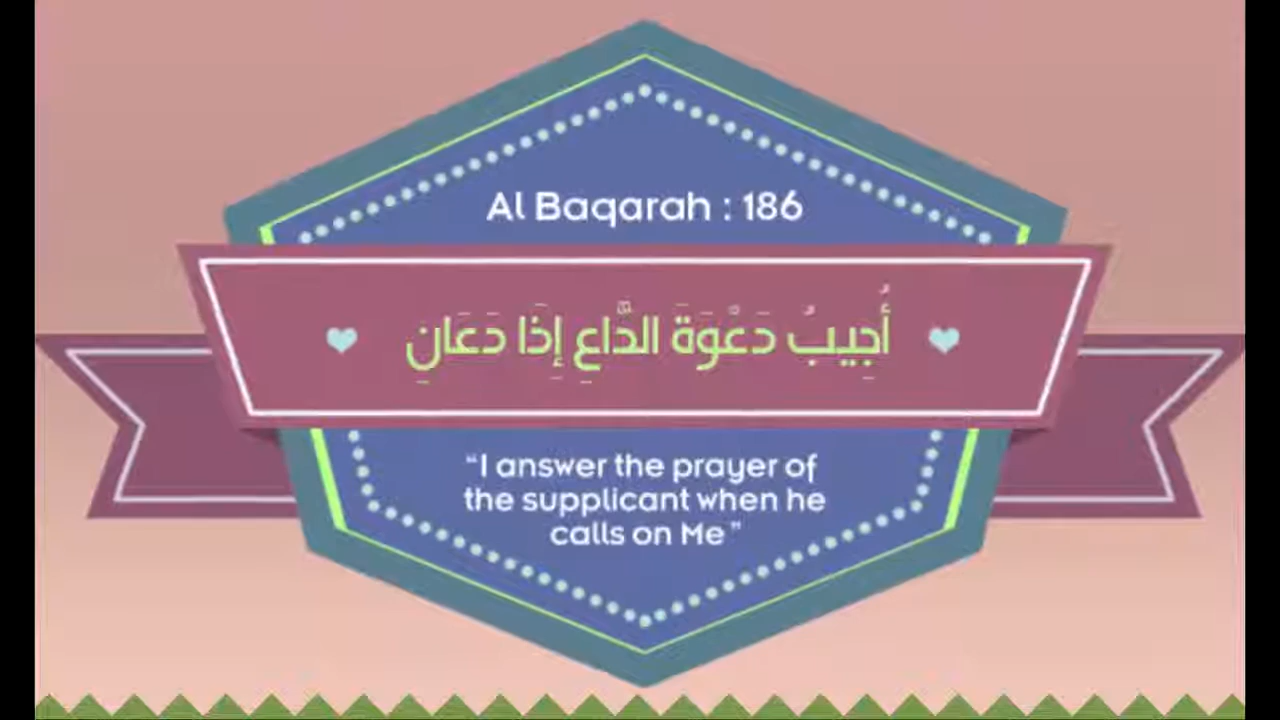 Al Baqarah : 186
أُجِيبُ دَعْوَةَ الدَّاعِ إِذَا دَعَانِ
“I answer the prayer of
the supplicant when he
calls on Me”